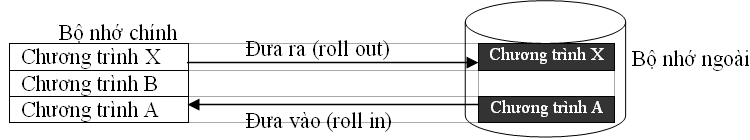 Bộ nhớ chính
Chương trình X
Chương trình B
Chương trình A
Đưa ra (roll out)
Đưa vào (roll in)
Chương trình X
Chương trình A
Bộ nhớ ngoài